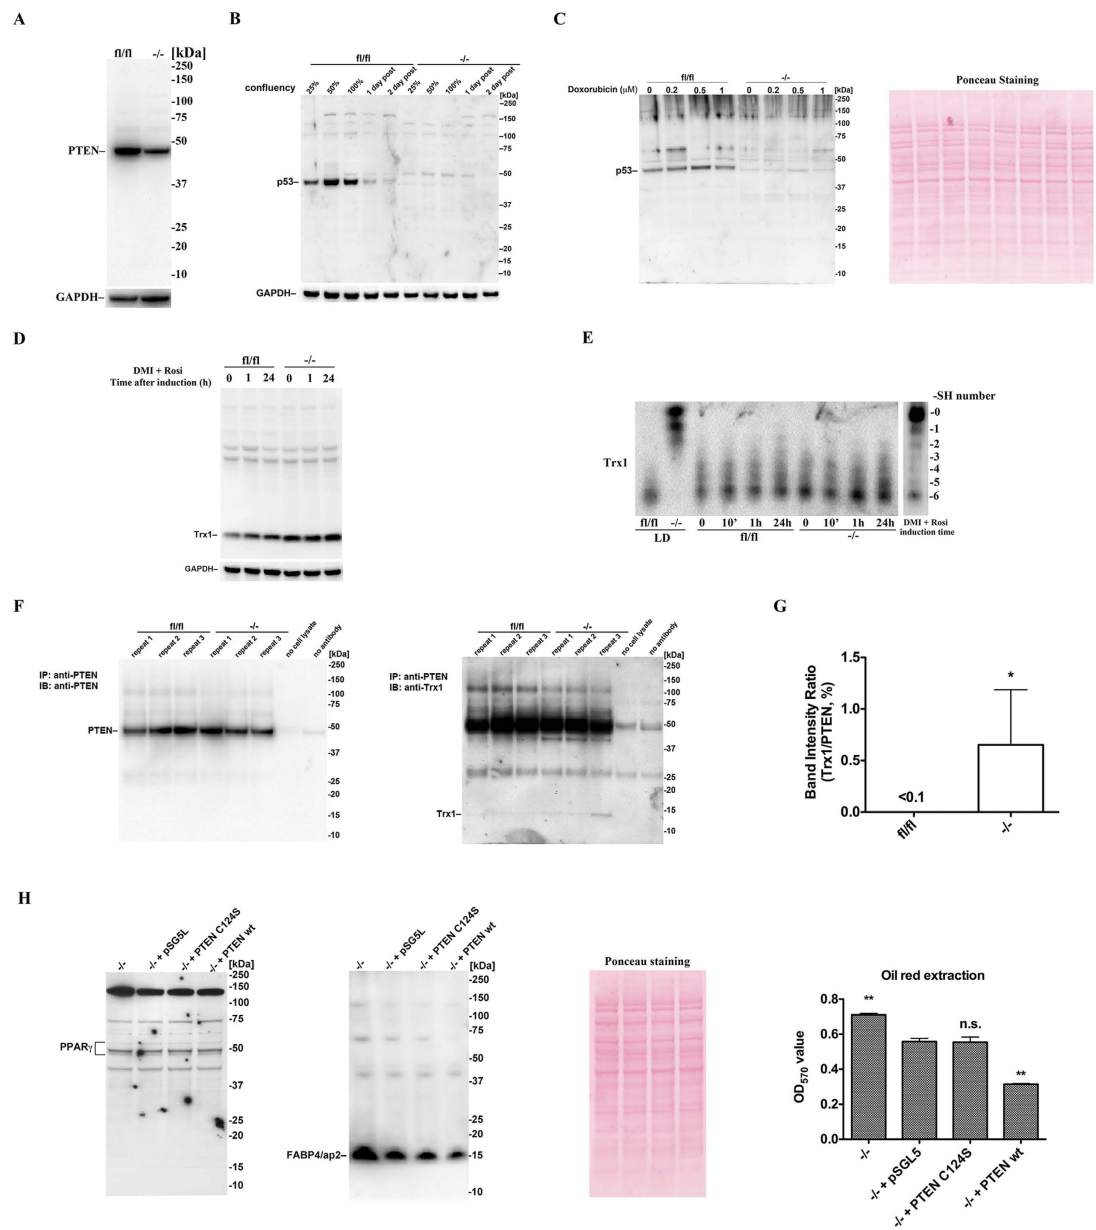 A
fl/fl -/- [kDa]
-250
-150
-100
-75
PTEN–
-50
-37
-25
-20
-10
GAPDH–
B
fl/fl -/-
confluency 25% 50% 100% 1 day post 2 day post 25% 50% 100% 1 day post 2 day post [kDa]
-250
-150
-100
-75
-50
p53–
-37
-25
-20
-15
-10
GAPDH–
C
fl/fl -/-
Doxorubicin (μM) 0 0.2 0.5 1 0 0.2 0.5 1 [kDa]
-250
-150
-100
-75
-50
p53–
-37
-25
-20
-15
-10
Ponceau Staining
D
fl/fl -/-
DMI + Rosi
Time after induction (h) 0 1 24 0 1 24
Trx1–
GAPDH–
E
-SH number
-0
-1
-2
-3
-4
-5
-6
Trx1
fl/fl -/- 0 10' 1h 24h 0 10' 1h 24h DMI + Rosi
induction time
LD fl/fl -/-
F
fl/fl -/-
repeat 1 repeat 2 repeat 3 repeat 1 repeat 2 repeat 3 no cell lysate no antibody
[kDa]
IP: anti-PTEN
IB: anti-PTEN
-250
-150
-100
-75
PTEN–
-50
-37
-25
-20
-15
-10
fl/fl -/-
repeat 1 repeat 2 repeat 3 repeat 1 repeat 2 repeat 3 no cell lysate no antibody
[kDa]
IP: anti-PTEN
IB: anti-Trx1
-250
-150
-100
-75
-50
-37
-25
-20
Trx1–
-15
-10
G
Band Intensity Ratio
(Trx1/PTEN, %)
1.5
1.0
0.5
0.0
<0.1
*
fl/fl -/-
H
-/- -/- + pSG5L -/- + PTEN C124S -/- + PTEN wt
[kDa]
-250
-150
-100
-75
PPARγ
-50
-37
-25
-20
-15
-10
-/- -/- + pSG5L -/- + PTEN C124S -/- + PTEN wt
[kDa]
-250
-150
-100
-75
-50
-37
-25
-20
FABP4/ap2–
-15
-10
Ponceau staining
Oil red extraction
OD570 value
0.8
0.6
0.4
0.2
0.0
**
n.s.
**
-/- -/- + pSGL5 -/- + PTEN C124S -/- + PTEN wt